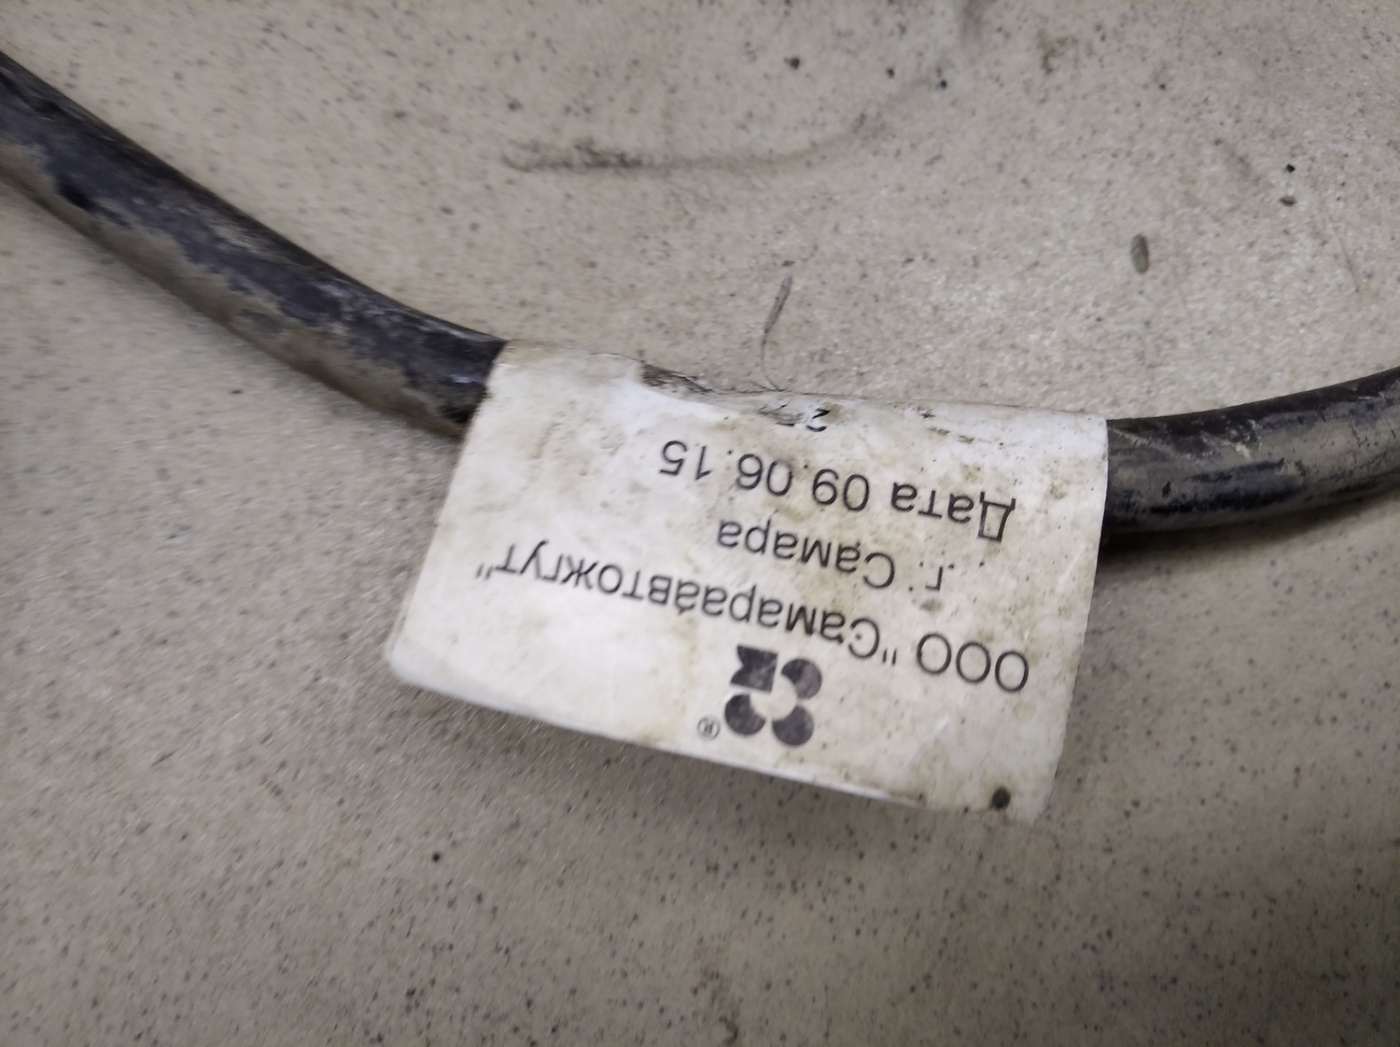 ®
ООО "Самараавтожгут"
г. Самара
Дата 09.06.15